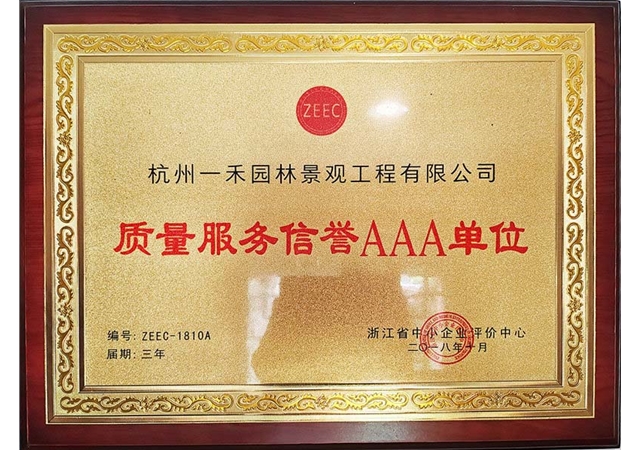 ZEEC
杭州一禾园林景观工程有限公司
质量服务信誉AAA单位
编号: ZEEC-1810A
届期: 三年
浙江省中小企业评价中心
二〇一八年十月